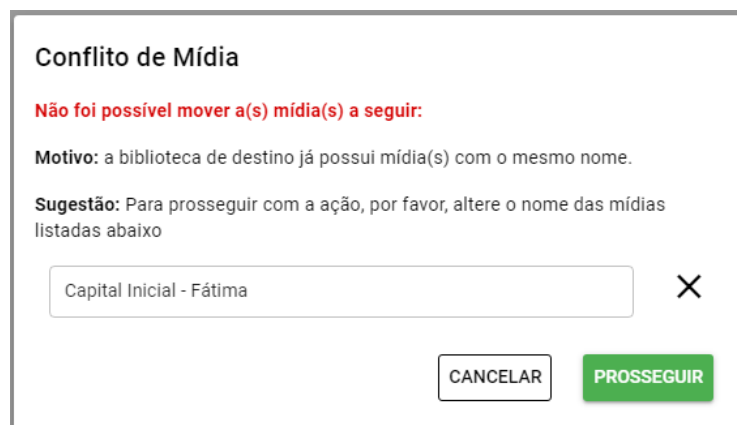 Conflito de Mídia
Não foi possível mover a(s) mídia(s) a seguir:
Motivo: a biblioteca de destino já possui mídia(s) com o mesmo nome.
Sugestão: Para prosseguir com a ação, por favor, altere o nome das mídias
listadas abaixo
Capital Inicial - Fátima
CANCELAR
PROSSEGUIR